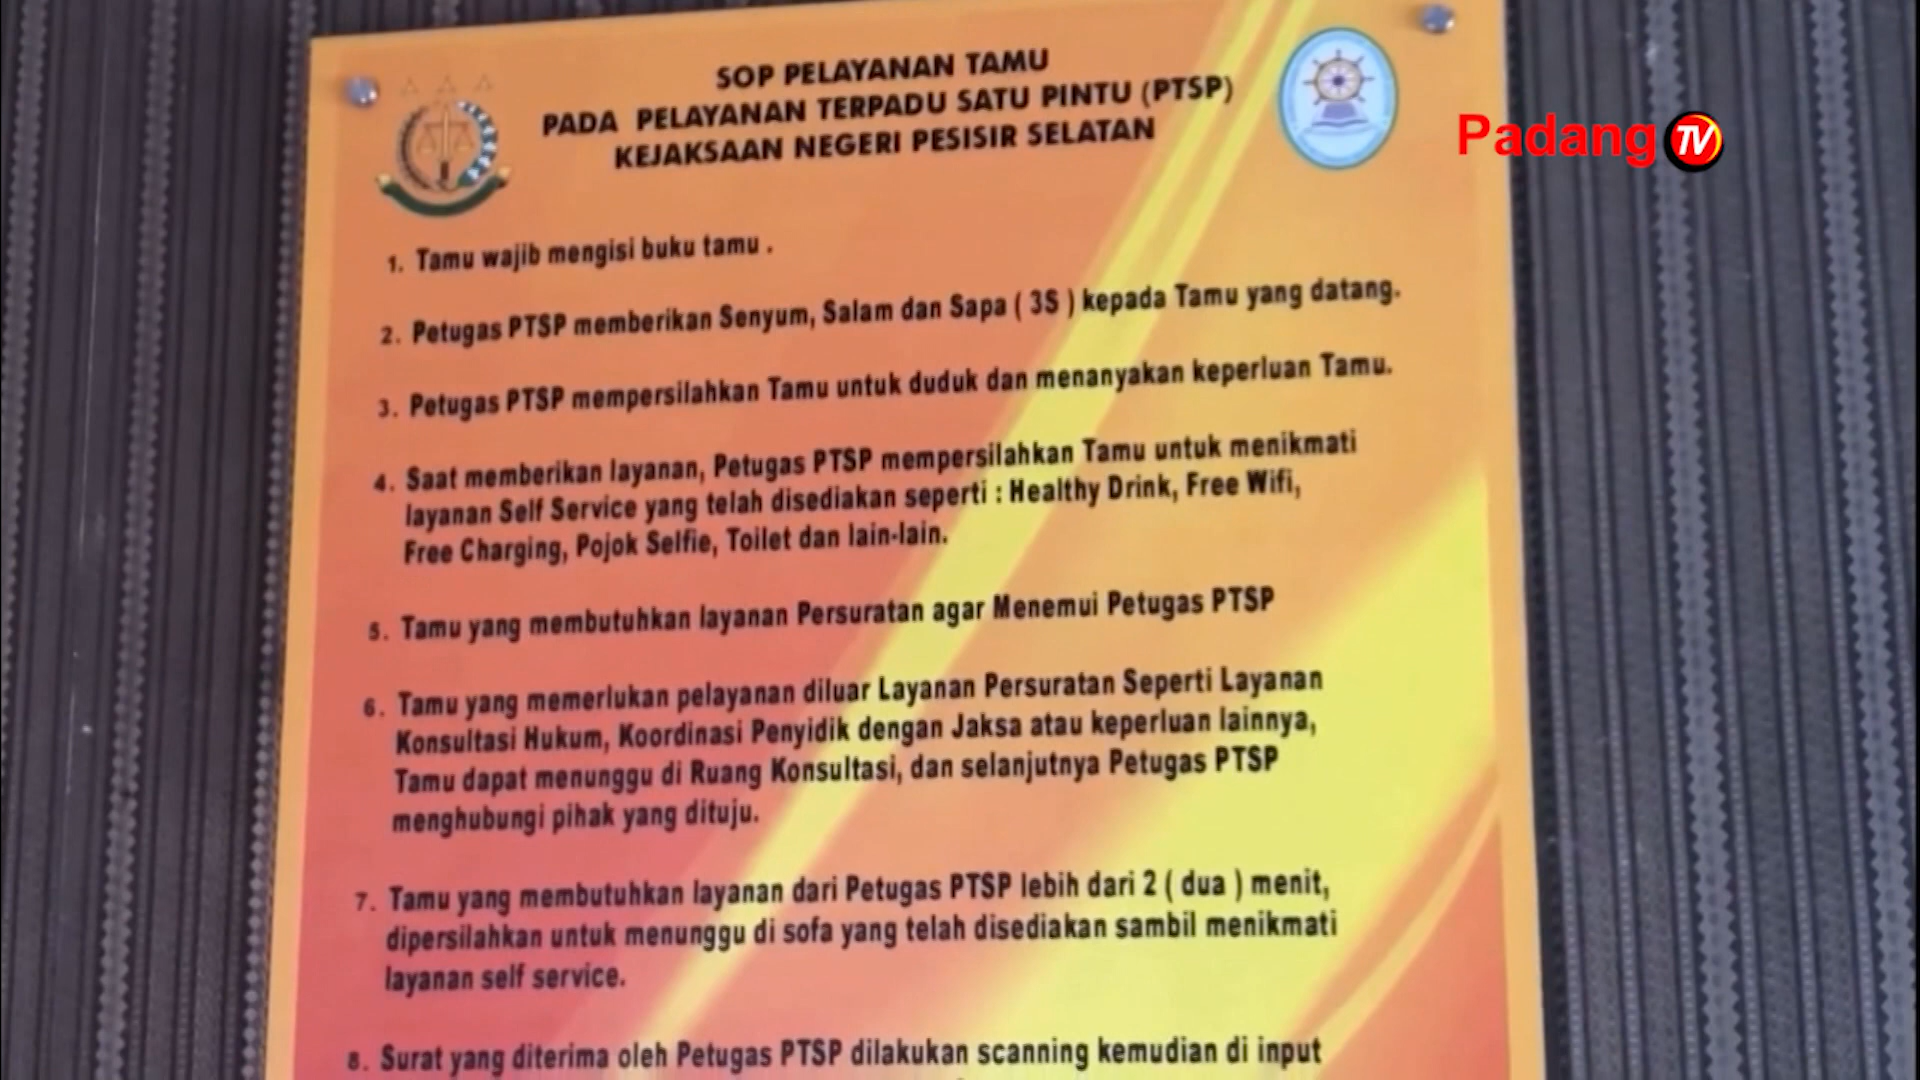 SOP PELAYANAN TAMU
PADA PELAYANAN TERPADU SATU PINTU (PTSP)
KEJAKSAAN NEGERI PESISIR SELATAN
Padang TV
1. Tamu wajib mengisi buku tamu .
2. Petugas PTSP memberikan Senyum, Salam dan Sapa ( 3S ) kepada Tamu yang datang.
3. Petugas PTSP mempersilahkan Tamu untuk duduk dan menanyakan keperluan Tamu.
4. Saat memberikan layanan, Petugas PTSP mempersilahkan Tamu untuk menikmati
layanan Self Service yang telah disediakan seperti : Healthy Drink, Free Wifi,
Free Charging, Pojok Selfie, Toilet dan lain-lain.
5. Tamu yang membutuhkan layanan Persuratan agar Menemui Petugas PTSP
6. Tamu yang memerlukan pelayanan diluar Layanan Persuratan Seperti Layanan
Konsultasi Hukum, Koordinasi Penyidik dengan Jaksa atau keperluan lainnya,
Tamu dapat menunggu di Ruang Konsultasi, dan selanjutnya Petugas PTSP
menghubungi pihak yang dituju.
7. Tamu yang membutuhkan layanan dari Petugas PTSP lebih dari 2 ( dua ) menit,
dipersilahkan untuk menunggu di sofa yang telah disediakan sambil menikmati
layanan self service.
8. Surat yang diterima oleh Petugas PTSP dilakukan scanning kemudian di input